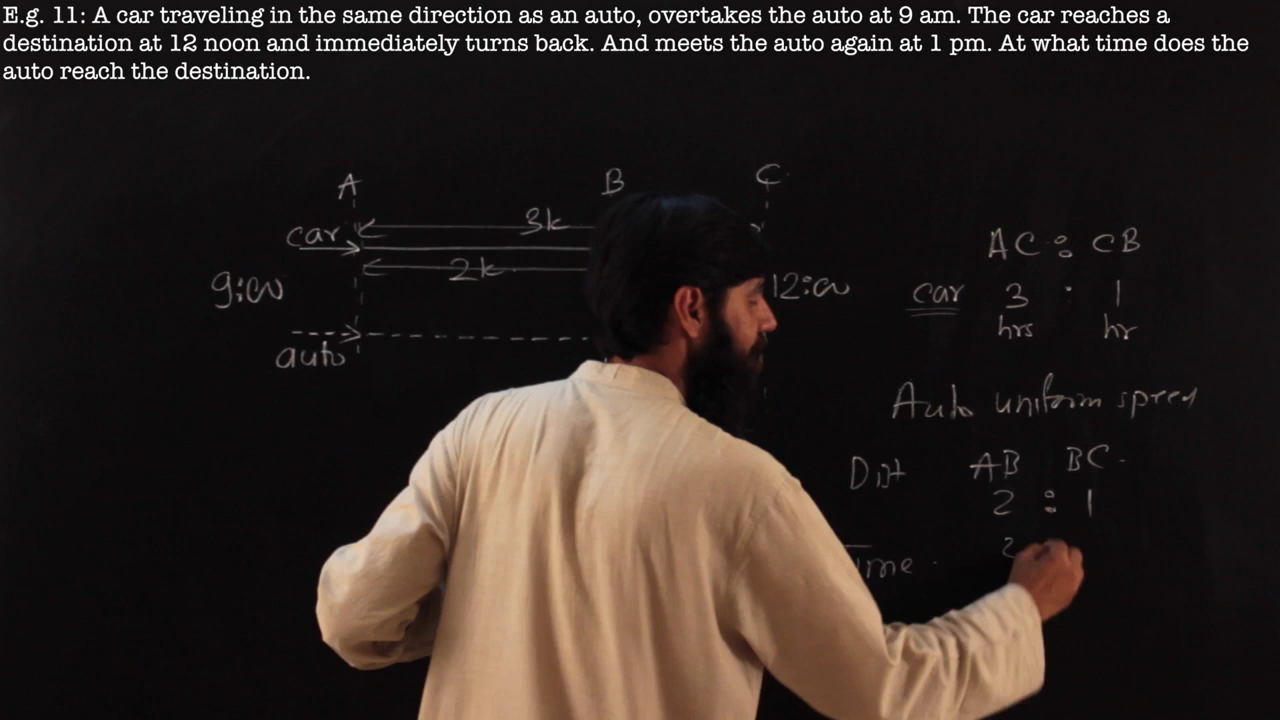 E.g. 11: A car traveling in the same direction as an auto, overtakes the auto at 9 am. The car reaches a
destination at 12 noon and immediately turns back. And meets the auto again at 1 pm. At what time does the
auto reach the destination.
A B C
3k
car
2k
9:00
12:00
auto
AC : CB
car 3 : 1
hrs hr
Auto uniform speed
Dist AB BC
2 : 1
Time 2